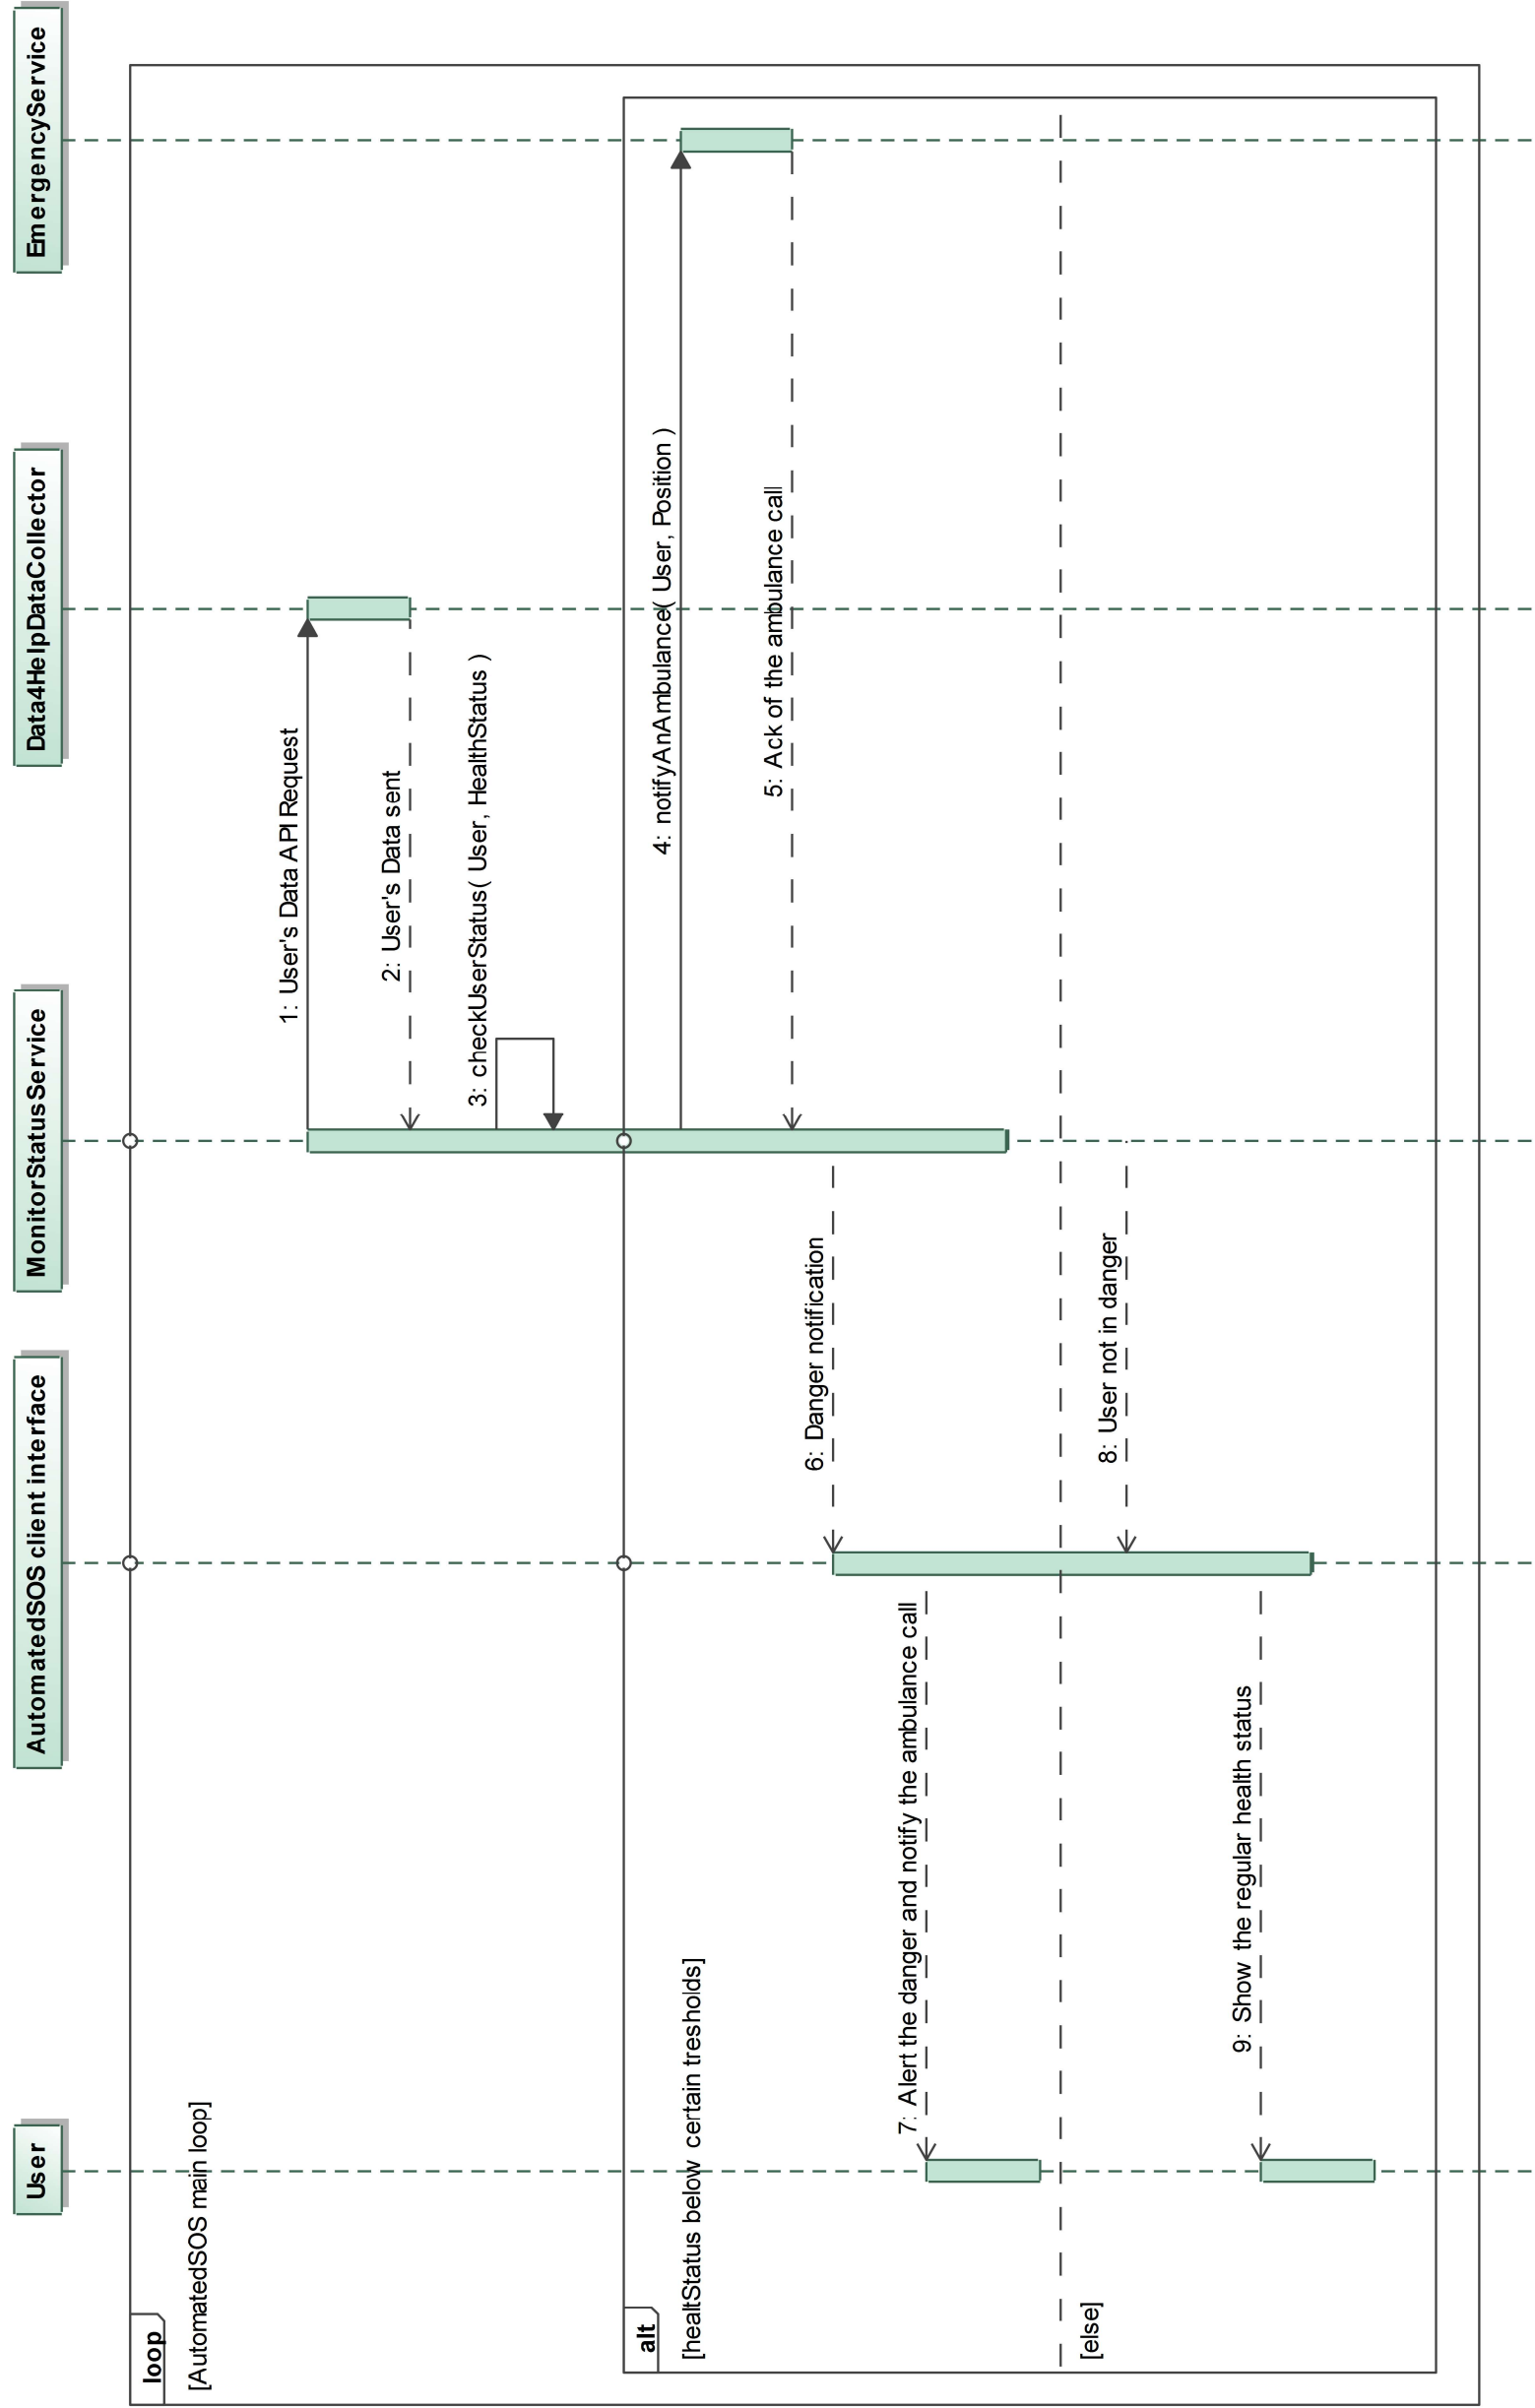 User
AutomatedSOS client interface
MonitorStatusService
Data4HelpDataCollector
EmergencyService
loop
[AutomatedSOS main loop]
1: User's Data API Request
2: User's Data sent
3: checkUserStatus( User, HealthStatus )
alt
[healtStatus below certain tresholds]
4: notifyAnAmbulance( User, Position )
5: Ack of the ambulance call
6: Danger notification
7: Alert the danger and notify the ambulance call
[else]
8: User not in danger
9: Show the regular health status